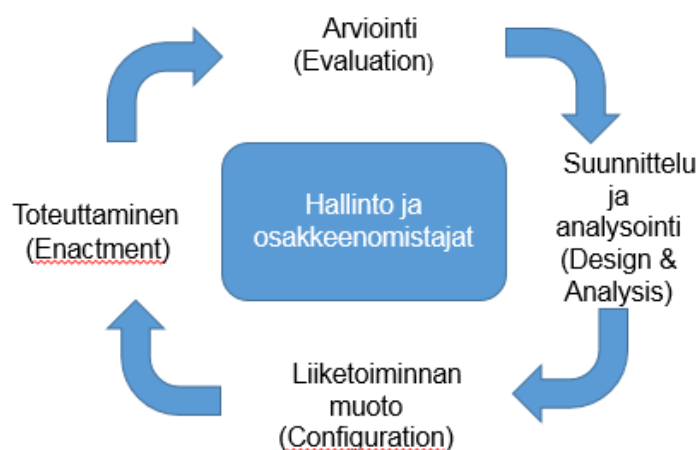 Arviointi
(Evaluation)
Suunnittelu
ja
analysointi
(Design &
Analysis)
Hallinto ja
osakkeenomistajat
Toteuttaminen
(Enactment)
Liiketoiminnan
muoto
(Configuration)